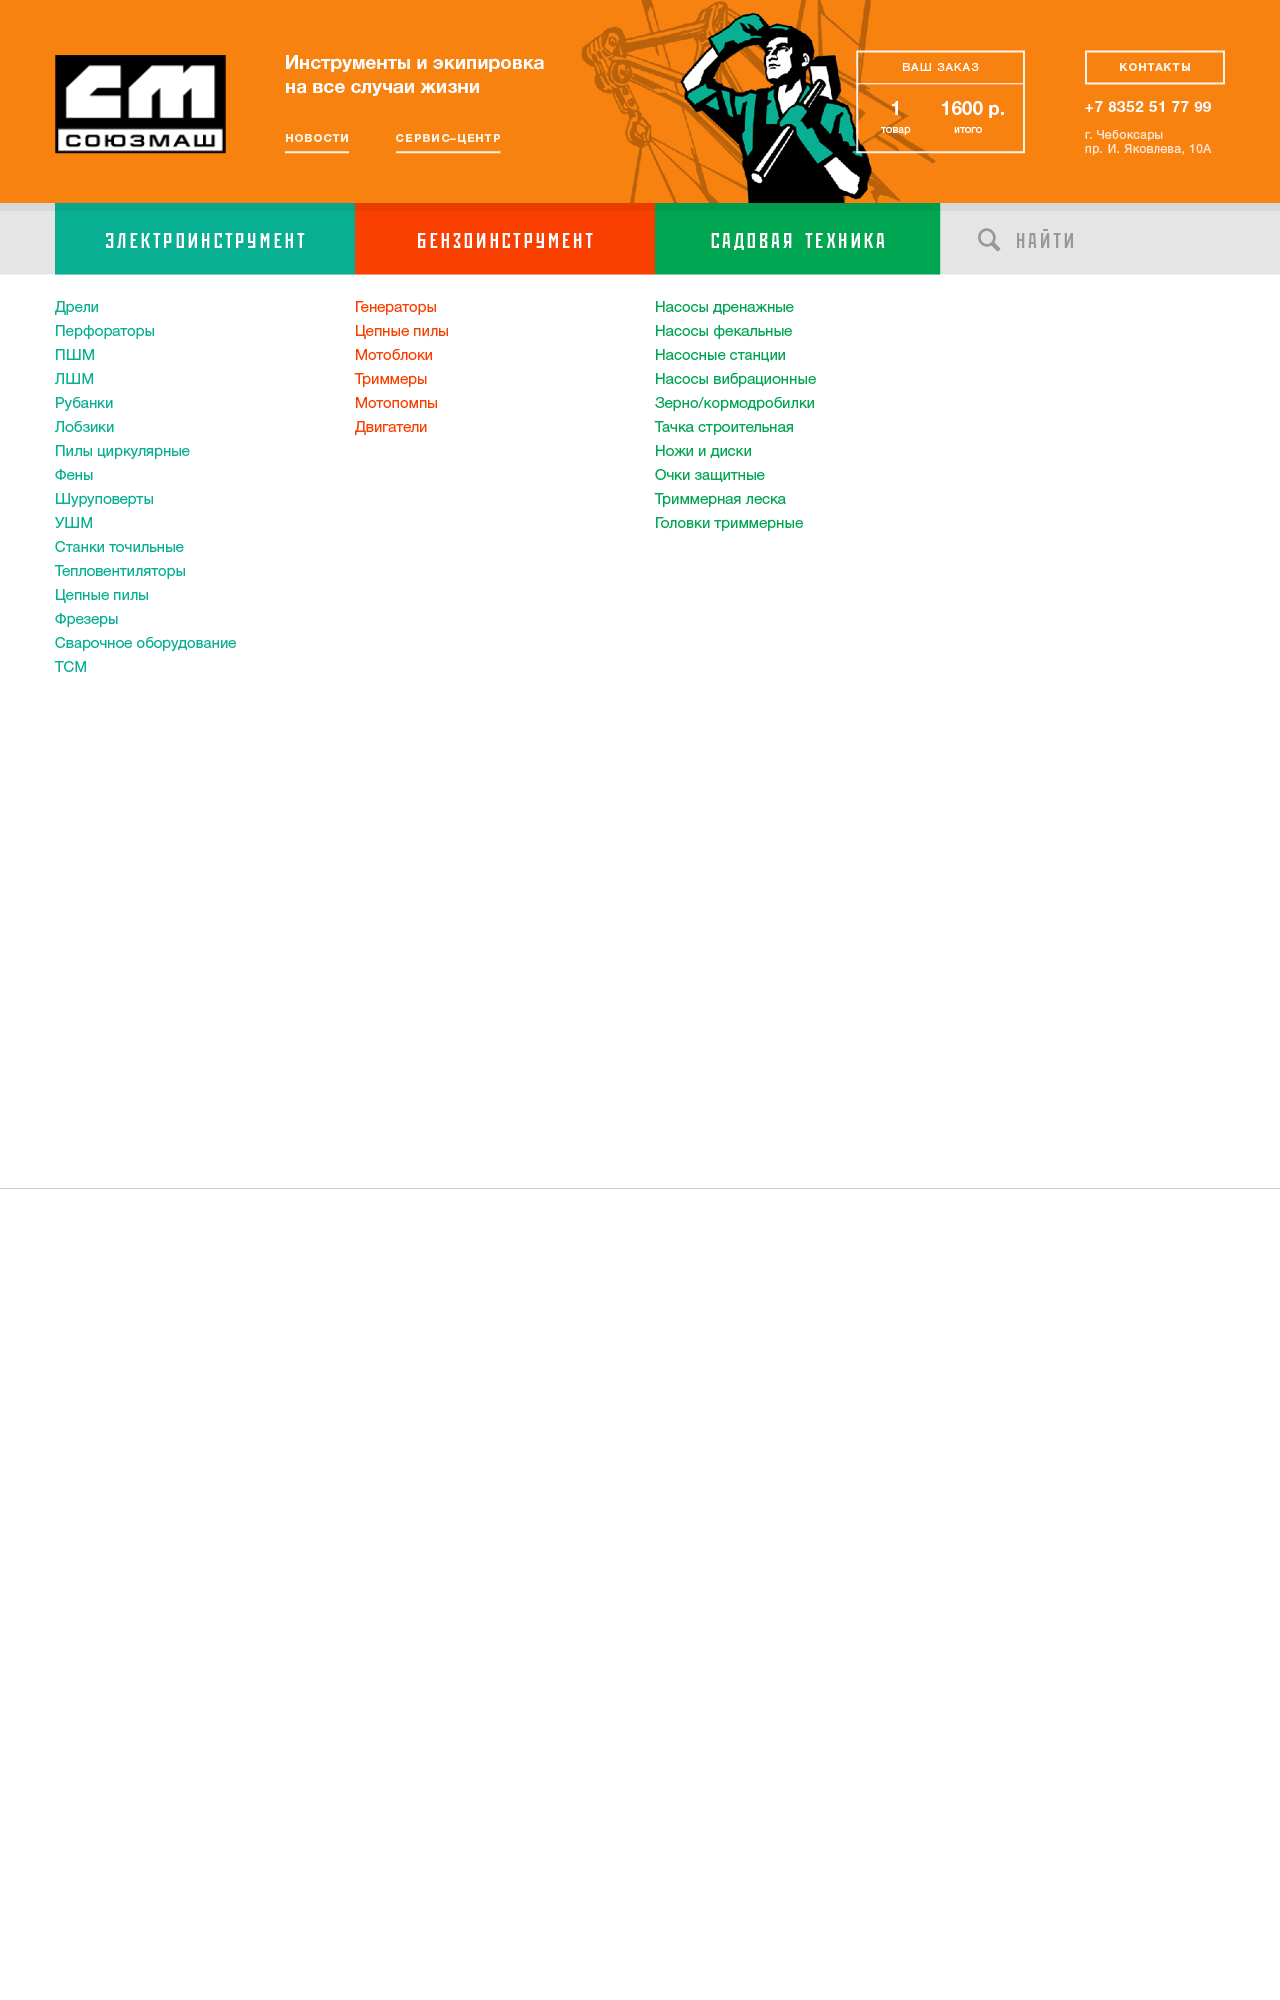 СМ
СОЮЗМАШ
Инструменты и экипировка
на все случаи жизни
НОВОСТИ
СЕРВИС–ЦЕНТР
ВАШ ЗАКАЗ
1
товар
1600 р.
итого
КОНТАКТЫ
+7 8352 51 77 99
г. Чебоксары
пр. И. Яковлева, 10А
ЭЛЕКТРОИНСТРУМЕНТ
БЕНЗОИНСТРУМЕНТ
САДОВАЯ ТЕХНИКА
НАЙТИ
Дрели
Перфораторы
ПШМ
ЛШМ
Рубанки
Лобзики
Пилы циркулярные
Фены
Шуруповерты
УШМ
Станки точильные
Тепловентиляторы
Цепные пилы
Фрезеры
Сварочное оборудование
ТСМ
Генераторы
Цепные пилы
Мотоблоки
Триммеры
Мотопомпы
Двигатели
Насосы дренажные
Насосы фекальные
Насосные станции
Насосы вибрационные
Зерно/кормодробилки
Тачка строительная
Ножи и диски
Очки защитные
Триммерная леска
Головки триммерные